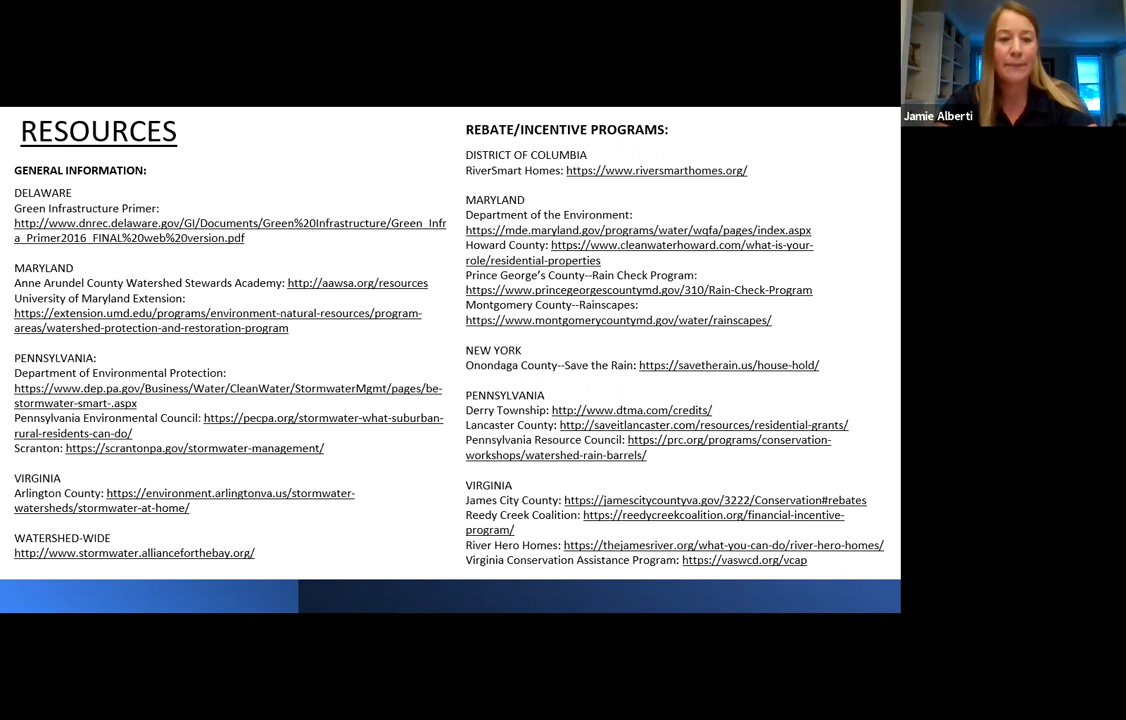 RESOURCES
GENERAL INFORMATION:
DELAWARE
Green Infrastructure Primer:
http://www.dnrec.delaware.gov/GI/Documents/Green%20Infrastructure/Green_Infr
a_Primer2016_FINAL%20web%20version.pdf
MARYLAND
Anne Arundel County Watershed Stewards Academy: http://aawsa.org/resources
University of Maryland Extension:
https://extension.umd.edu/programs/environment-natural-resources/program-
areas/watershed-protection-and-restoration-program
PENNSYLVANIA:
Department of Environmental Protection:
https://www.dep.pa.gov/Business/Water/CleanWater/StormwaterMgmt/pages/be-
stormwater-smart-.aspx
Pennsylvania Environmental Council: https://pecpa.org/stormwater-what-suburban-
rural-residents-can-do/
Scranton: https://scrantonpa.gov/stormwater-management/
VIRGINIA
Arlington County: https://environment.arlingtonva.us/stormwater-
watersheds/stormwater-at-home/
WATERSHED-WIDE
http://www.stormwater.allianceforthebay.org/
REBATE/INCENTIVE PROGRAMS:
DISTRICT OF COLUMBIA
RiverSmart Homes: https://www.riversmarthomes.org/
MARYLAND
Department of the Environment:
https://mde.maryland.gov/programs/water/wqfa/pages/index.aspx
Howard County: https://www.cleanwaterhoward.com/what-is-your-
role/residential-properties
Prince George's County--Rain Check Program:
https://www.princegeorgescountymd.gov/310/Rain-Check-Program
Montgomery County--Rainscapes:
https://www.montgomerycountymd.gov/water/rainscapes/
NEW YORK
Onondaga County--Save the Rain: https://savetherain.us/house-hold/
PENNSYLVANIA
Derry Township: http://www.dtma.com/credits/
Lancaster County: http://saveitlancaster.com/resources/residential-grants/
Pennsylvania Resource Council: https://prc.org/programs/conservation-
workshops/watershed-rain-barrels/
VIRGINIA
James City County: https://jamescitycountyva.gov/3222/Conservation#rebates
Reedy Creek Coalition: https://reedycreekcoalition.org/financial-incentive-
program/
River Hero Homes: https://thejamesriver.org/what-you-can-do/river-hero-homes/
Virginia Conservation Assistance Program: https://vaswcd.org/vcap
Jamie Alberti